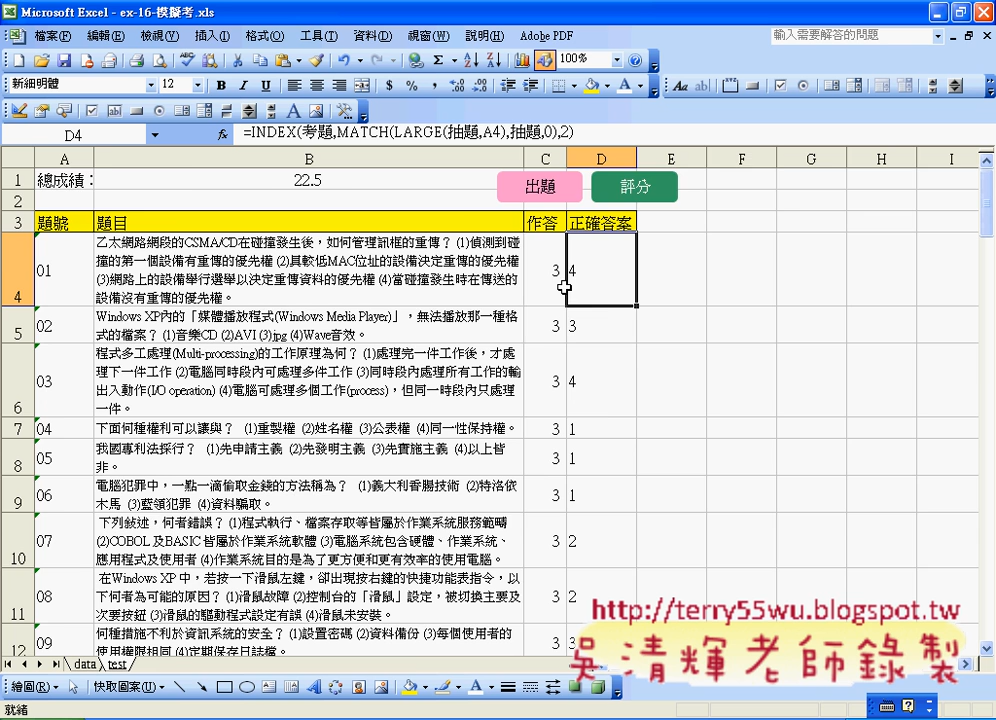 Microsoft Excel - ex-16-模擬考.xls
檔案(F) 編輯(E) 檢視(V) 插入(I) 格式(O) 工具(T) 資料(D) 視窗(W) 說明(H) Adobe PDF 輸入需要解答的問題
100%
新細明體 12 B I U
D4 fx =INDEX(考題,MATCH(LARGE(抽題,A4),抽題,0),2)
A B C D E F G H I
1 總成績： 22.5 出題 評分
2
3 題號 題目 作答 正確答案
乙太網路網段的CSMA/CD在碰撞發生後，如何管理訊框的重傳？ (1)偵測到碰
撞的第一個設備有重傳的優先權 (2)具較低MAC位址的設備決定重傳的優先權
4 01 (3)網路上的設備舉行選舉以決定重傳資料的優先權 (4)當碰撞發生時在傳送的 3 4
設備沒有重傳的優先權。
Windows XP內的「媒體播放程式(Windows Media Player)」，無法播放那一種格
5 02 式的檔案？ (1)音樂CD (2)AVI (3)jpg (4)Wave音效。 3 3
程式多工處理(Multi-processing)的工作原理為何？ (1)處理完一件工作後，才處
理下一件工作 (2)電腦同時段內可處理多件工作 (3)同時段內處理所有工作的輸
6 03 出入動作(I/O operation) (4)電腦可處理多個工作(process)，但同一時段內只處理 3 4
一件。
7 04 下面何種權利可以讓與？ (1)重製權 (2)姓名權 (3)公表權 (4)同一性保持權。 3 1
我國專利法採行？ (1)先申請主義 (2)先發明主義 (3)先實施主義 (4)以上皆
8 05 非。 3 1
電腦犯罪中，一點一滴偷取金錢的方法稱為？ (1)義大利香腸技術 (2)特洛依
9 06 木馬 (3)藍領犯罪 (4)資料騙取。 3 1
下列敘述，何者錯誤？ (1)程式執行、檔案存取等皆屬於作業系統服務範疇
10 07 (2)COBOL 及BASIC 皆屬於作業系統軟體 (3)電腦系統包含硬體、作業系統、 3 2
應用程式及使用者 (4)作業系統目的是為了更方便和更有效率的使用電腦。
在Windows XP 中，若按一下滑鼠左鍵，卻出現按右鍵的快捷功能表指令，以
11 08 下何者為可能的原因？ (1)滑鼠故障 (2)控制台的「滑鼠」設定，被切換主要及 3 2
次要按鈕 (3)滑鼠的驅動程式設定有誤 (4)滑鼠未安裝。
何種措施不利於資訊系統的安全？ (1)設置密碼 (2)資料備份 (3)每個使用者的
12 09 使用權限相同 (4)定期保存日誌檔。 3 3
http://terry55wu.blogspot.tw
吳清輝老師錄製
data test
繪圖(R) 快取圖案(U)
就緒